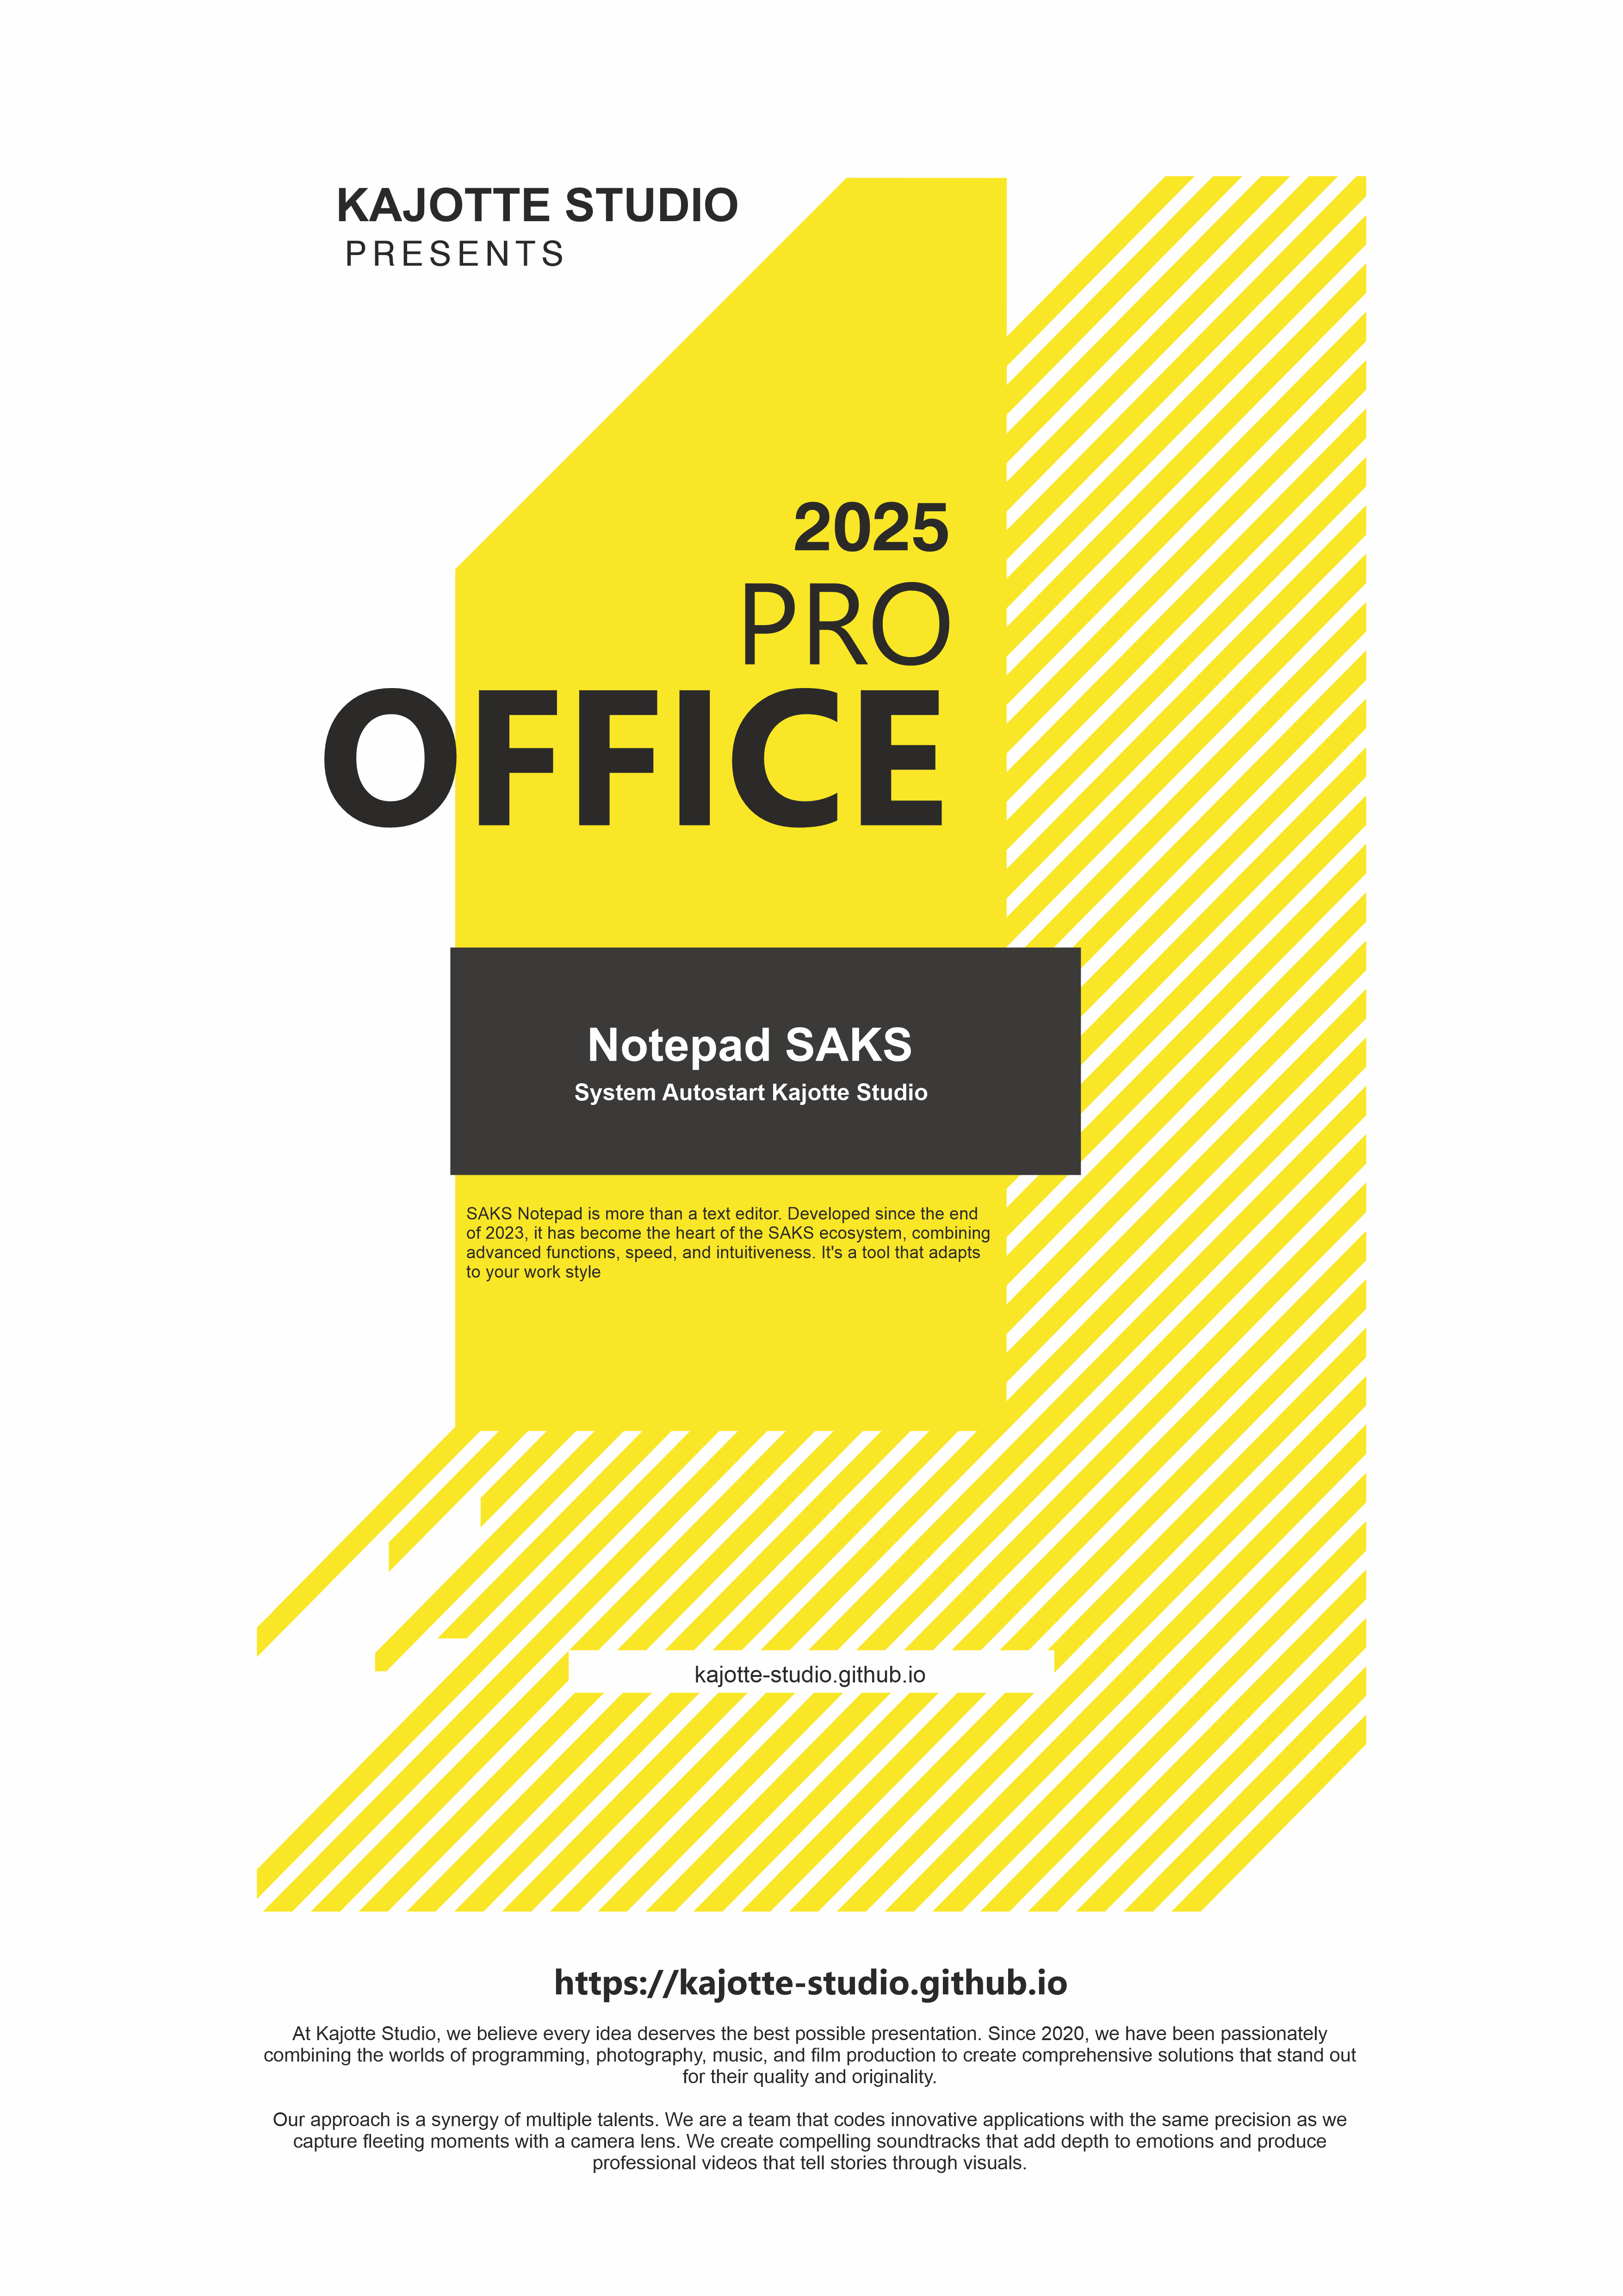 KAJOTTE STUDIO
PRESENTS
2025
PRO
OFFICE
Notepad SAKS
System Autostart Kajotte Studio
SAKS Notepad is more than a text editor. Developed since the end
of 2023, it has become the heart of the SAKS ecosystem, combining
advanced functions, speed, and intuitiveness. It's a tool that adapts
to your work style
kajotte-studio.github.io
https://kajotte-studio.github.io
At Kajotte Studio, we believe every idea deserves the best possible presentation. Since 2020, we have been passionately
combining the worlds of programming, photography, music, and film production to create comprehensive solutions that stand out
for their quality and originality.
Our approach is a synergy of multiple talents. We are a team that codes innovative applications with the same precision as we
capture fleeting moments with a camera lens. We create compelling soundtracks that add depth to emotions and produce
professional videos that tell stories through visuals.